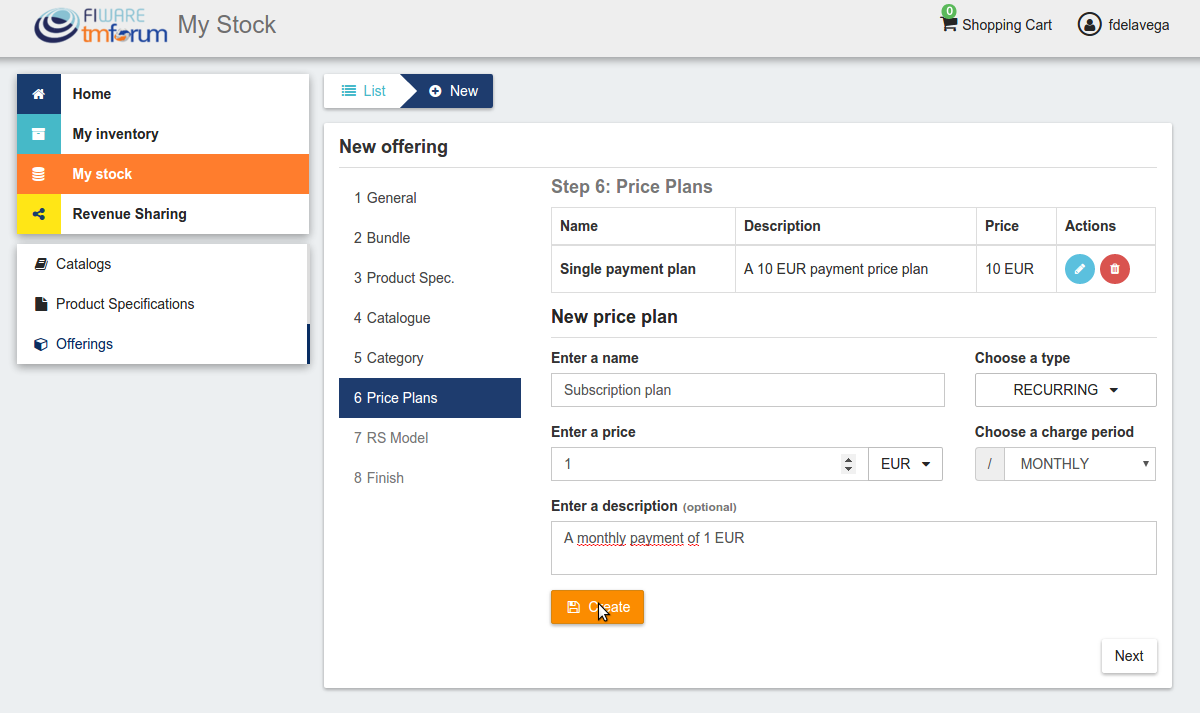 FIWARE
tmforum
My Stock
0
Shopping Cart
fdelavega
Home
My inventory
My stock
Revenue Sharing
Catalogs
Product Specifications
Offerings
List
New
New offering
1 General
2 Bundle
3 Product Spec.
4 Catalogue
5 Category
6 Price Plans
7 RS Model
8 Finish
Step 6: Price Plans
Name Description Price Actions
Single payment plan A 10 EUR payment price plan 10 EUR
New price plan
Enter a name Choose a type
Subscription plan RECURRING
Enter a price Choose a charge period
1 EUR / MONTHLY
Enter a description (optional)
A monthly payment of 1 EUR
Create
Next